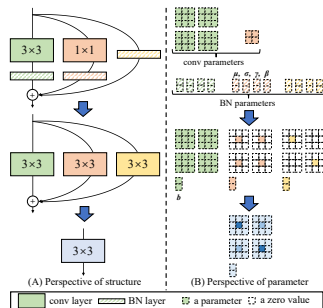 3×3
1×1
conv parameters
μ, σ, γ, β
BN parameters
3×3
3×3
3×3
b
3×3
(A) Perspective of structure
(B) Perspective of parameter
conv layer
BN layer
a parameter
a zero value